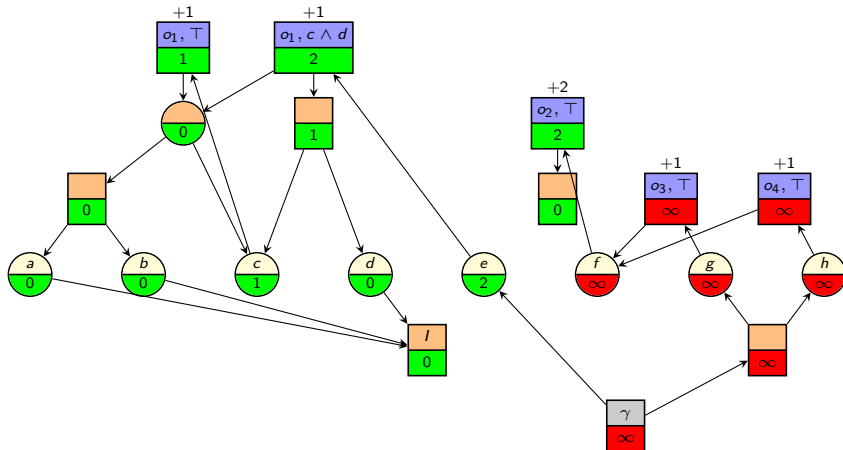 +1
+1
o₁, ⊤
o₁, c ∧ d
1
2
+2
o₂, ⊤
0
1
2
+1
+1
o₃, ⊤
o₄, ⊤
0
0
∞
∞
a
b
c
d
e
f
g
h
0
0
1
0
2
∞
∞
∞
I
0
∞
γ
∞